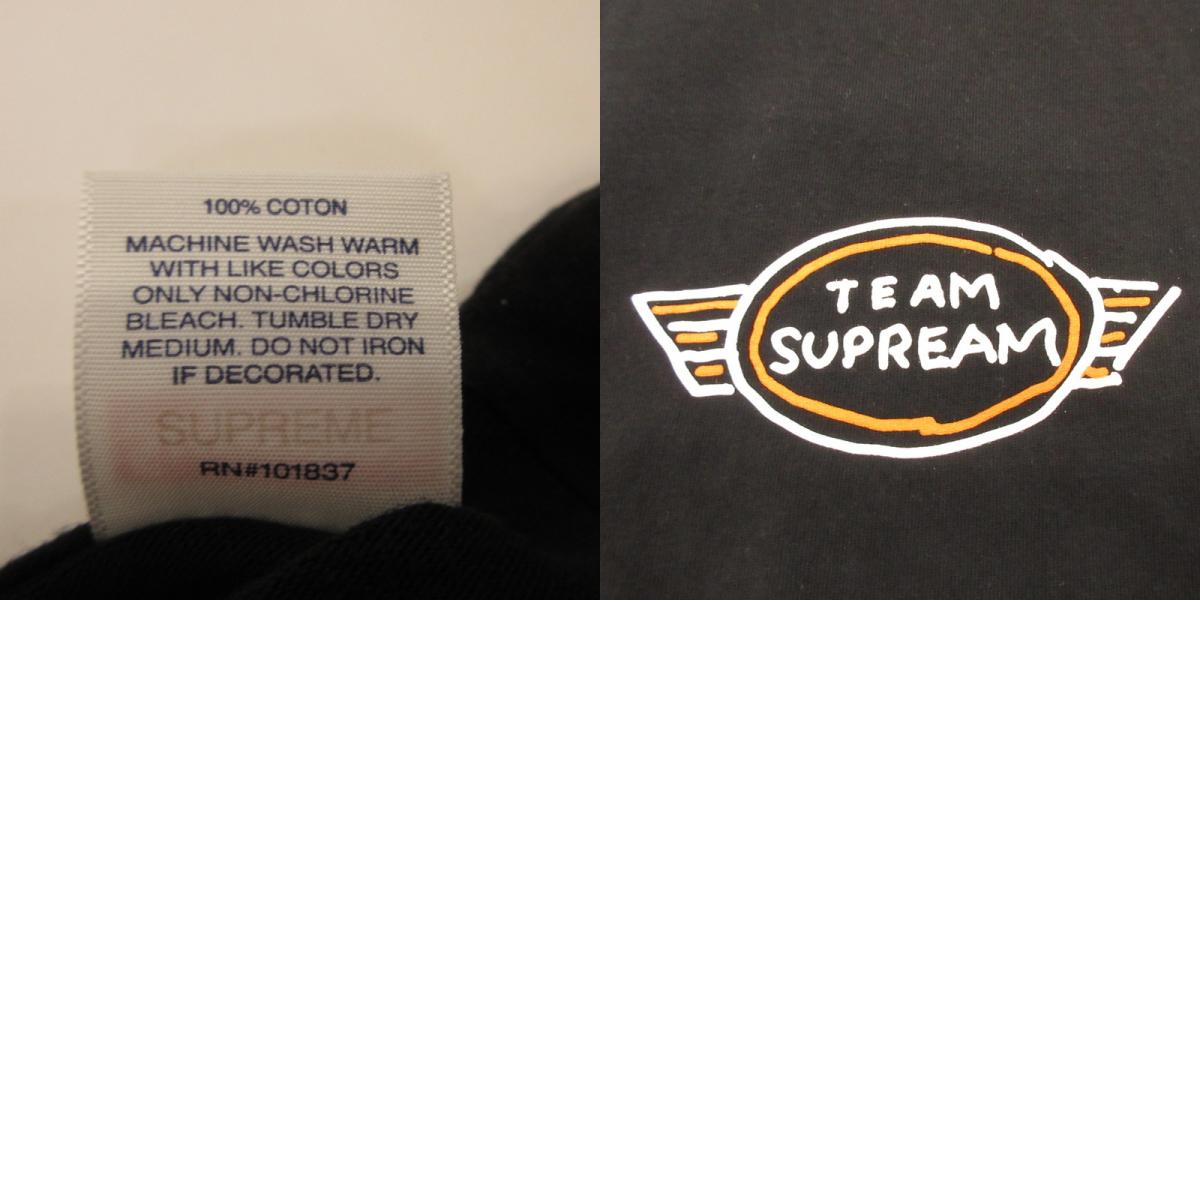 100% COTON
MACHINE WASH WARM
WITH LIKE COLORS
ONLY NON-CHLORINE
BLEACH. TUMBLE DRY
MEDIUM. DO NOT IRON
IF DECORATED.
SUPREME
RN#101837
TEAM
SUPREAM